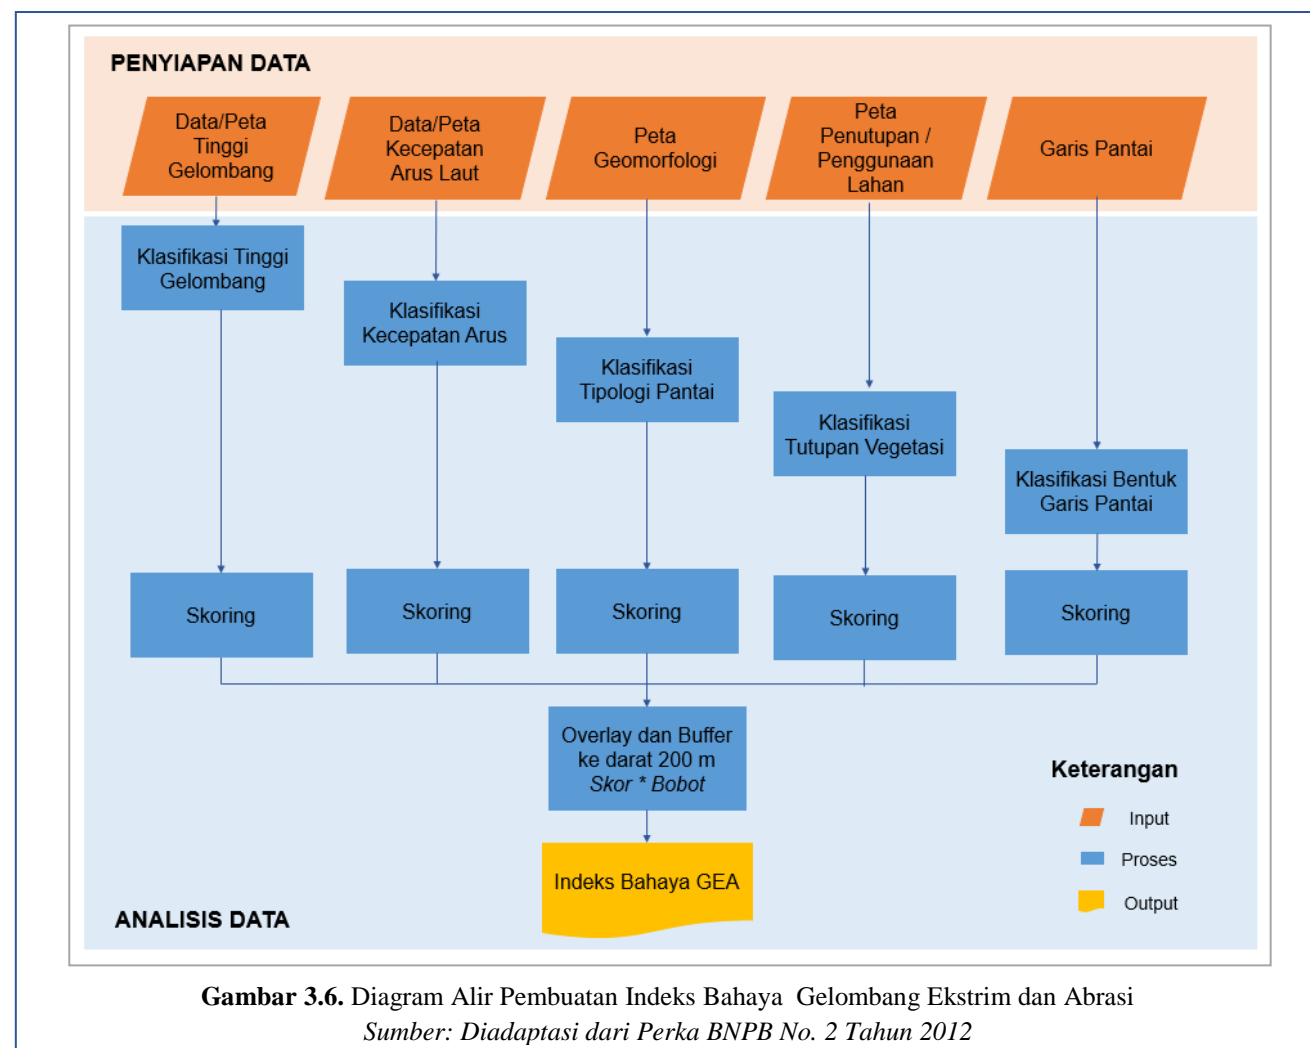 PENYIAPAN DATA
Data/Peta
Tinggi
Gelombang
Data/Peta
Kecepatan
Arus Laut
Peta
Geomorfologi
Peta
Penutupan /
Penggunaan
Lahan
Garis Pantai
Klasifikasi Tinggi
Gelombang
Klasifikasi
Kecepatan Arus
Klasifikasi
Tipologi Pantai
Klasifikasi
Tutupan Vegetasi
Klasifikasi Bentuk
Garis Pantai
Skoring
Skoring
Skoring
Skoring
Skoring
Overlay dan Buffer
ke darat 200 m
Skor * Bobot
Indeks Bahaya GEA
Keterangan
Input
Proses
Output
ANALISIS DATA
Gambar 3.6. Diagram Alir Pembuatan Indeks Bahaya Gelombang Ekstrim dan Abrasi
Sumber: Diadaptasi dari Perka BNPB No. 2 Tahun 2012